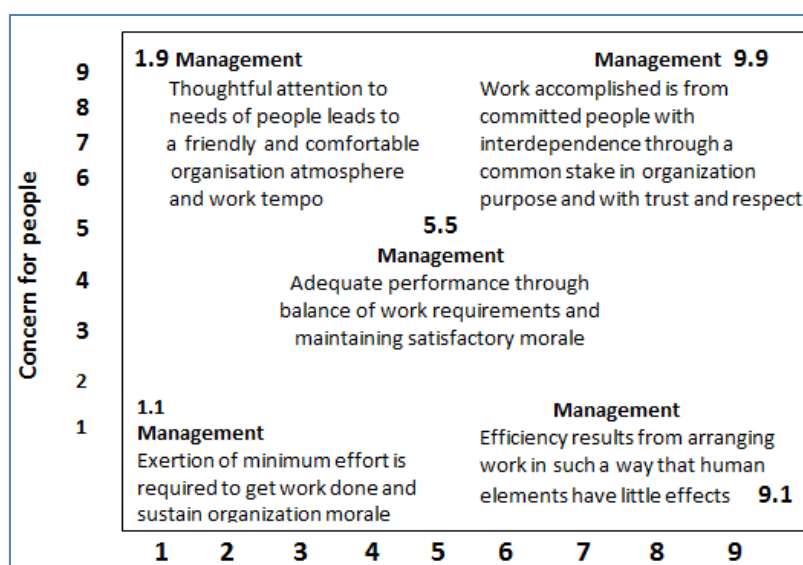 Concern for people
9
8
7
6
5
4
3
2
1
1.9 Management
Thoughtful attention to
needs of people leads to
a friendly and comfortable
organisation atmosphere
and work tempo
Management 9.9
Work accomplished is from
committed people with
interdependence through a
common stake in organization
purpose and with trust and respect
5.5
Management
Adequate performance through
balance of work requirements and
maintaining satisfactory morale
1.1
Management
Exertion of minimum effort is
required to get work done and
sustain organization morale
Management
Efficiency results from arranging
work in such a way that human
elements have little effects 9.1
1 2 3 4 5 6 7 8 9